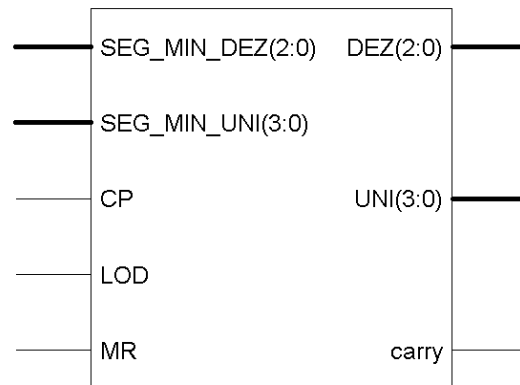 SEG_MIN_DEZ(2:0) DEZ(2:0)
SEG_MIN_UNI(3:0)
CP UNI(3:0)
LOD
MR carry